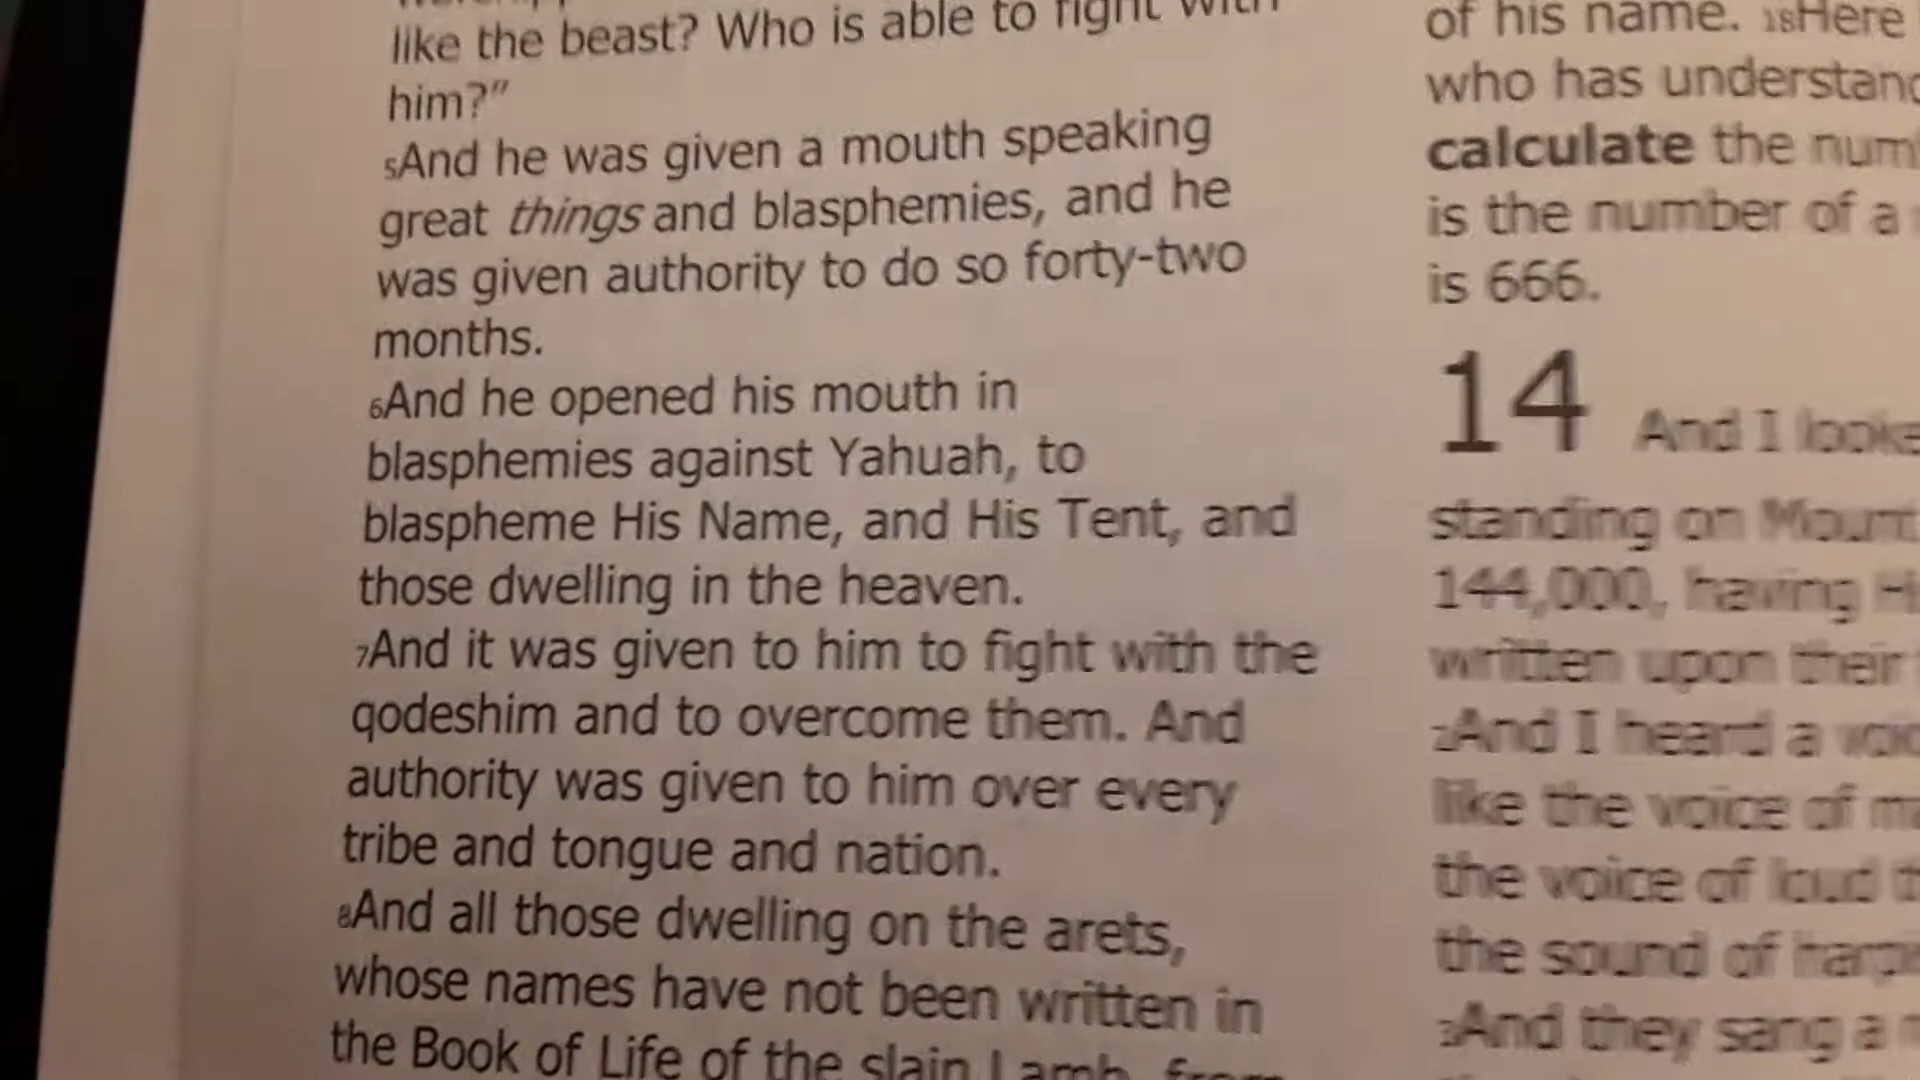 like the beast? Who is able to fight with
him?”
5And he was given a mouth speaking
great things and blasphemies, and he
was given authority to do so forty-two
months.
6And he opened his mouth in
blasphemies against Yahuah, to
blaspheme His Name, and His Tent, and
those dwelling in the heaven.
7And it was given to him to fight with the
qodeshim and to overcome them. And
authority was given to him over every
tribe and tongue and nation.
8And all those dwelling on the arets,
whose names have not been written in
the Book of Life of the slain Lamb, from
of his name. 18Here
who has
calculate the
is the number of a
is 666.
14 And I
standing on Mount
144,000, having
written upon their
2And I heard a
like the voice of
the voice of loud
the sound of
3And they sang a